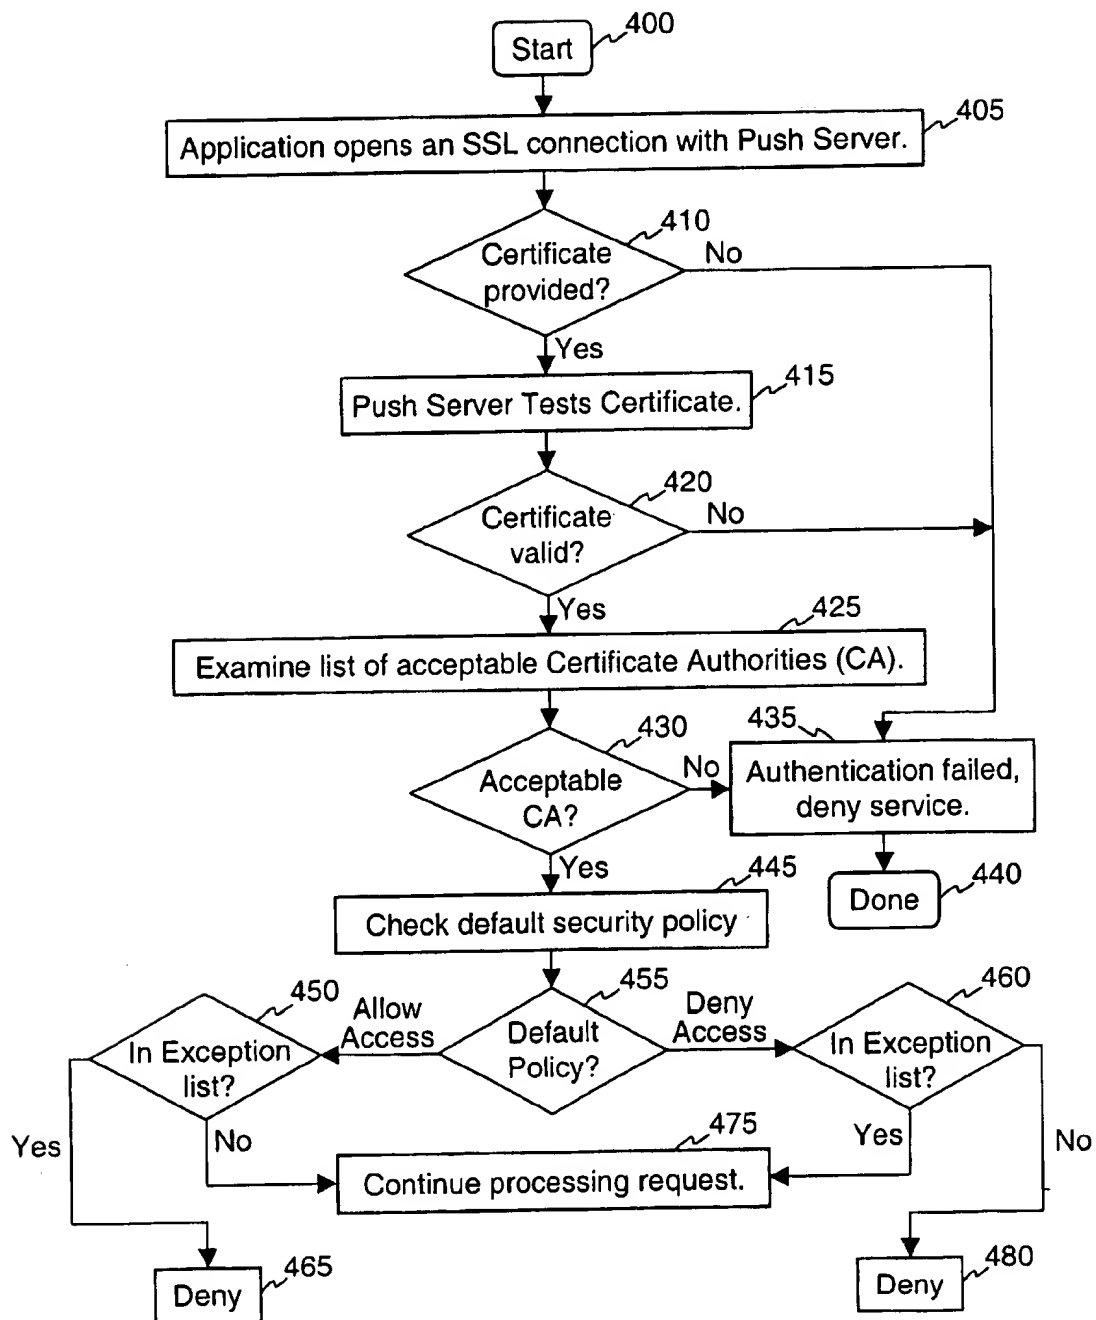 Start
400
Application opens an SSL connection with Push Server.
405
Certificate
provided?
410
No
Yes
Push Server Tests Certificate.
415
Certificate
valid?
420
No
Yes
Examine list of acceptable Certificate Authorities (CA).
425
Acceptable
CA?
430
No
435
Authentication failed,
deny service.
Yes
Done
440
Check default security policy
445
In Exception
list?
450
Allow
Access
Default
Policy?
455
Deny
Access
In Exception
list?
460
Yes
No
Continue processing request.
475
Yes
No
Deny
465
Deny
480